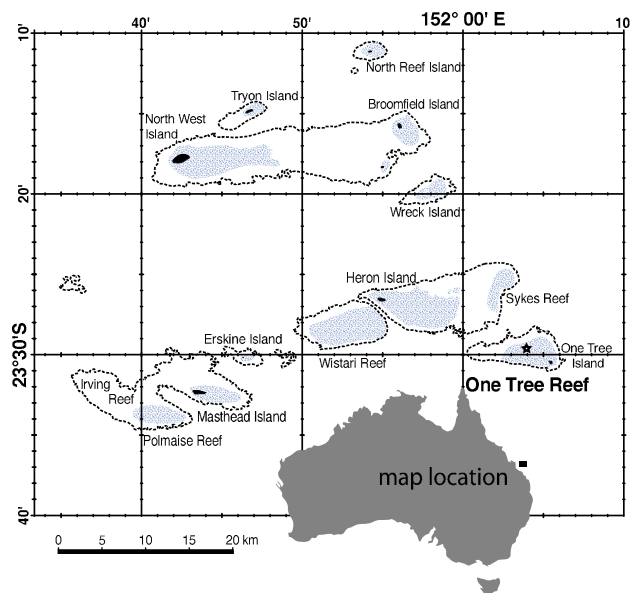 40'
50'
152° 00' E
10
10'
North Reef Island
Tryon Island
Broomfield Island
North West
Island
20'
Wreck Island
Heron Island
Sykes Reef
Erskine Island
One Tree
Island
Wistari Reef
23°30'S
Irving
Reef
One Tree Reef
Masthead Island
Polmaise Reef
map location
40'
0 5 10 15 20 km